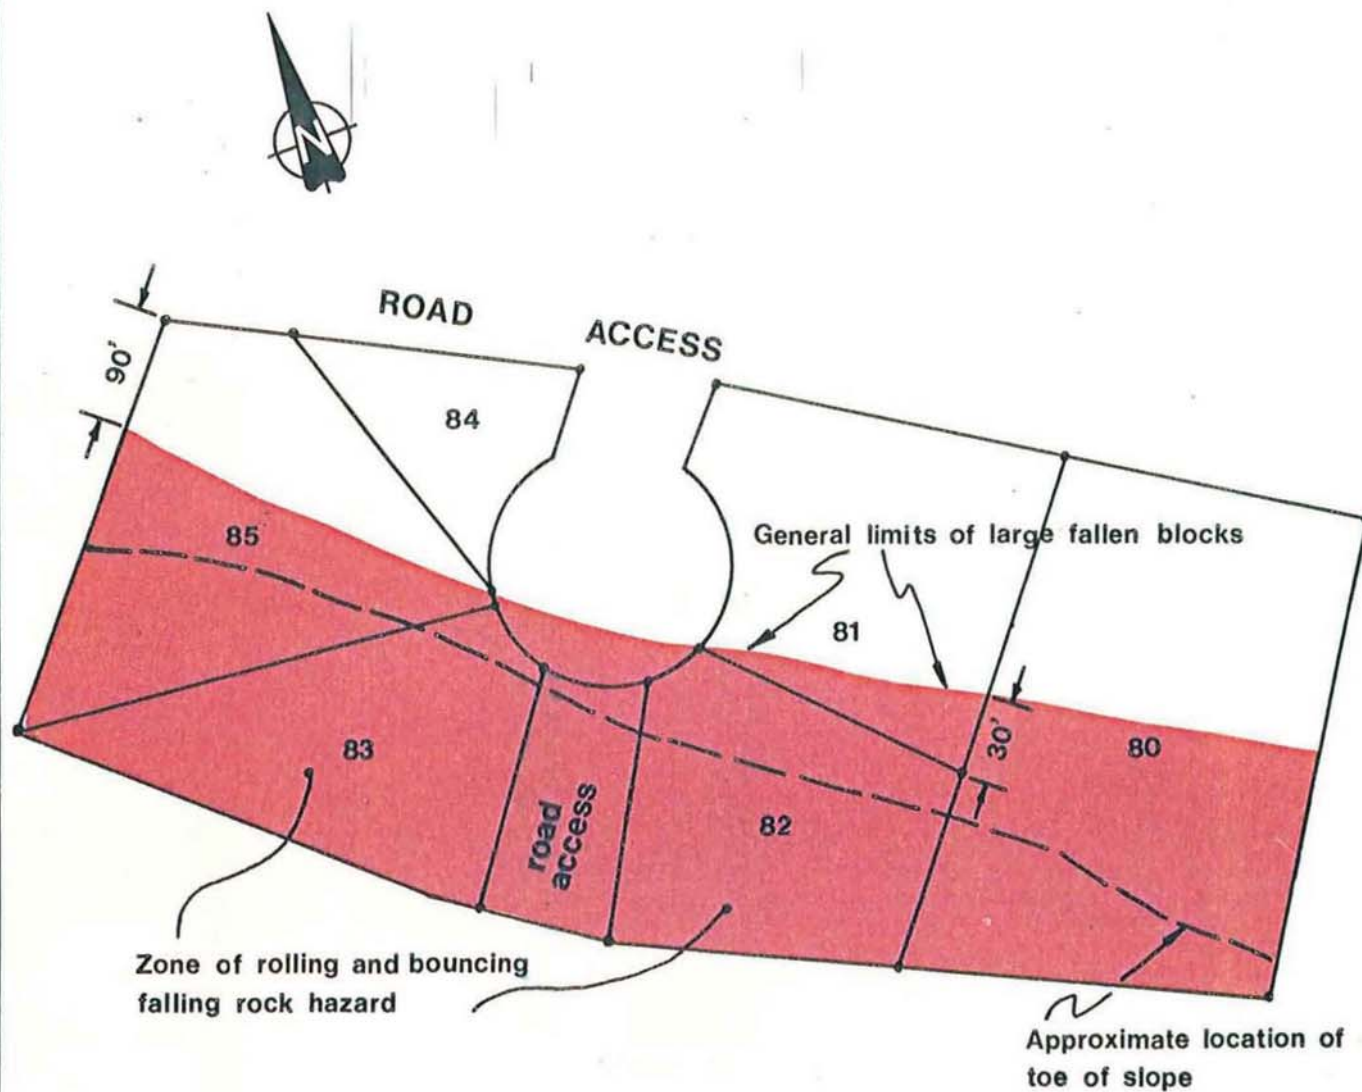 N
ROAD ACCESS
90'
84
85
General limits of large fallen blocks
81
30'
80
83
road
access
82
Zone of rolling and bouncing
falling rock hazard
Approximate location of
toe of slope